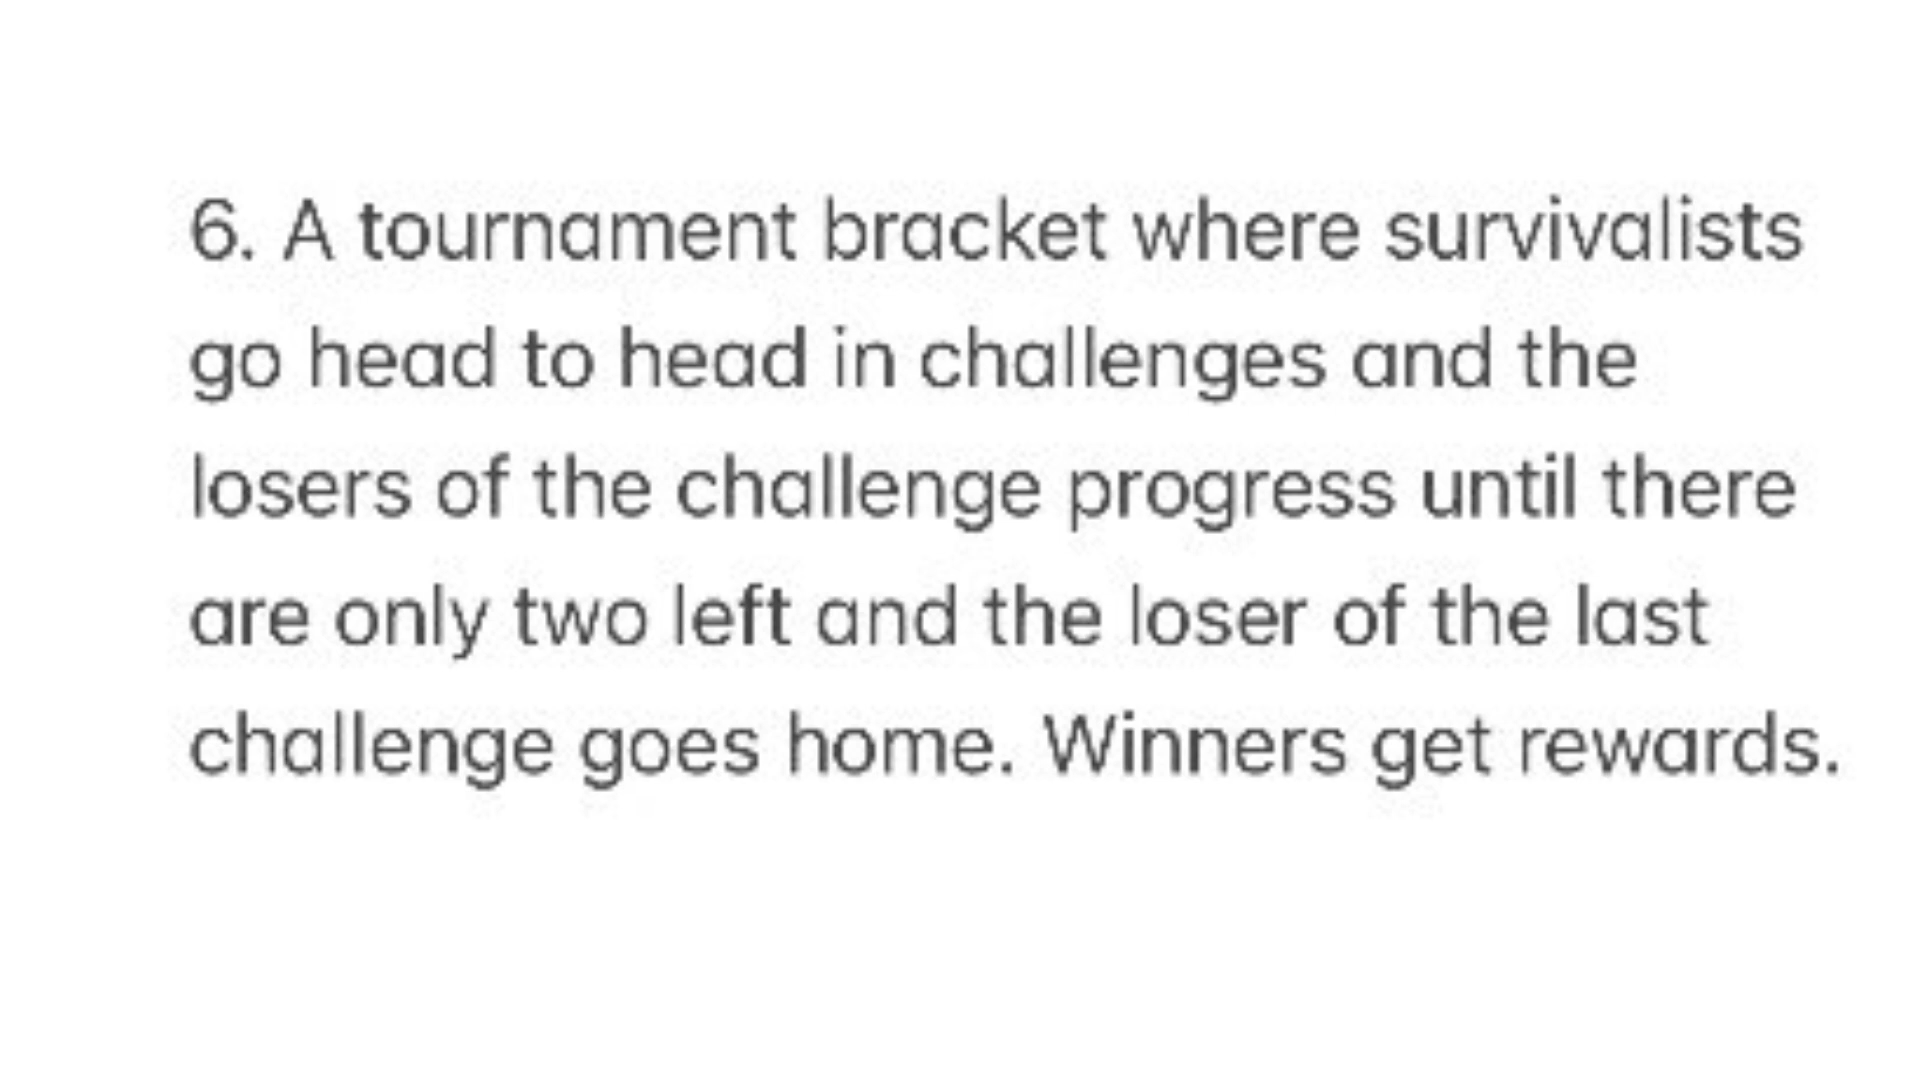 6. A tournament bracket where survivalists
go head to head in challenges and the
losers of the challenge progress until there
are only two left and the loser of the last
challenge goes home. Winners get rewards.